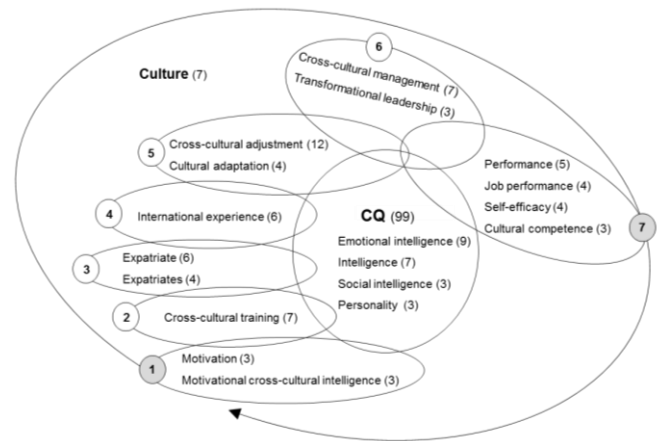 6
Cross-cultural management (7)
Transformational leadership (3)
Culture (7)
5
Cross-cultural adjustment (12)
Cultural adaptation (4)
Performance (5)
Job performance (4)
Self-efficacy (4)
Cultural competence (3)
7
4
International experience (6)
CQ (99)
Emotional intelligence (9)
Intelligence (7)
Social intelligence (3)
Personality (3)
3
Expatriate (6)
Expatriates (4)
2
Cross-cultural training (7)
1
Motivation (3)
Motivational cross-cultural intelligence (3)